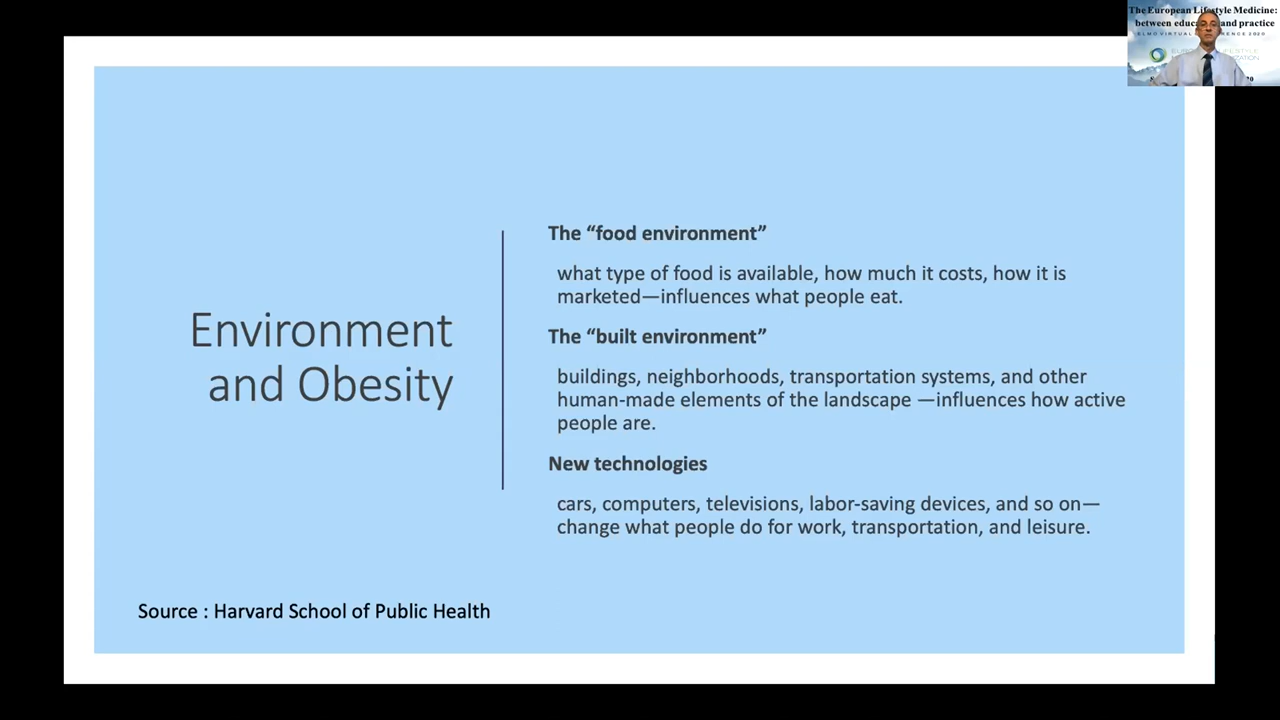 The European Lifestyle Medicine:
between education and practice
ELMO VIRTUAL CONFERENCE 2020
Environment
and Obesity
The “food environment”
what type of food is available, how much it costs, how it is
marketed—influences what people eat.
The “built environment”
buildings, neighborhoods, transportation systems, and other
human-made elements of the landscape —influences how active
people are.
New technologies
cars, computers, televisions, labor-saving devices, and so on—
change what people do for work, transportation, and leisure.
Source : Harvard School of Public Health